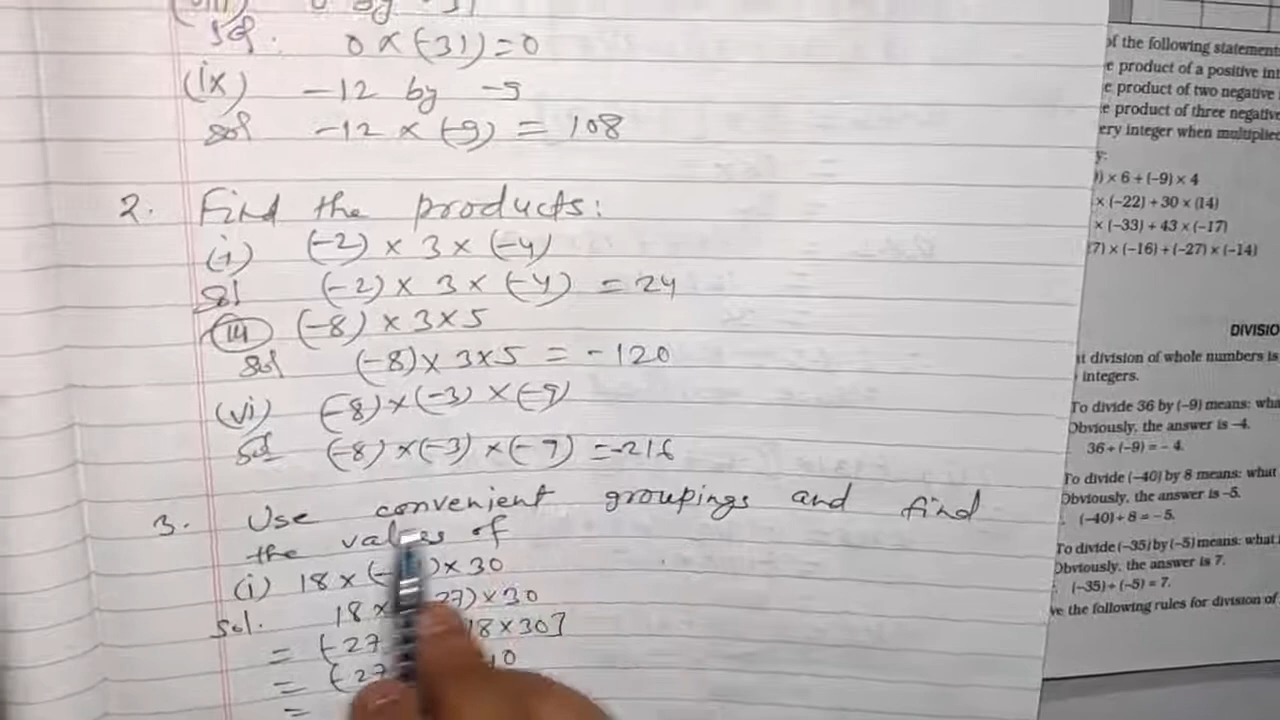 0 by -31
Sol. 0 × (-31) = 0
(ix) -12 by -9
Sol -12 × (-9) = 108
2. Find the products:
(i) (-2) × 3 × (-4)
Sol (-2) × 3 × (-4) = 24
(-8) × 3 × 5
Sol (-8) × 3 × 5 = -120
(vi) (-8) × (-3) × (-9)
Sol (-8) × (-3) × (-9) = -216
3. Use convenient groupings and find
the values of
(i) 18 × × 30
Sol. 18 × 27) × 30
= (-27 18 × 30]
= (-27
=
of the following statement
e product of a positive int
e product of two negative
e product of three negative
ery integer when multiplied
y.
)) × 6 + (-9) × 4
× (-22) + 30 × (14)
× (-33) + 43 × (-17)
7) × (-16) + (-27) × (-14)
DIVISIO
t division of whole numbers is
integers.
To divide 36 by (-9) means: wha
Obviously, the answer is -4.
36 ÷ (-9) = - 4.
To divide (-40) by 8 means: what
Obviously, the answer is -5.
(-40) ÷ 8 = - 5.
To divide (-35) by (-5) means: what
Obviously, the answer is 7.
(-35) ÷ (-5) = 7.
ve the following rules for division of